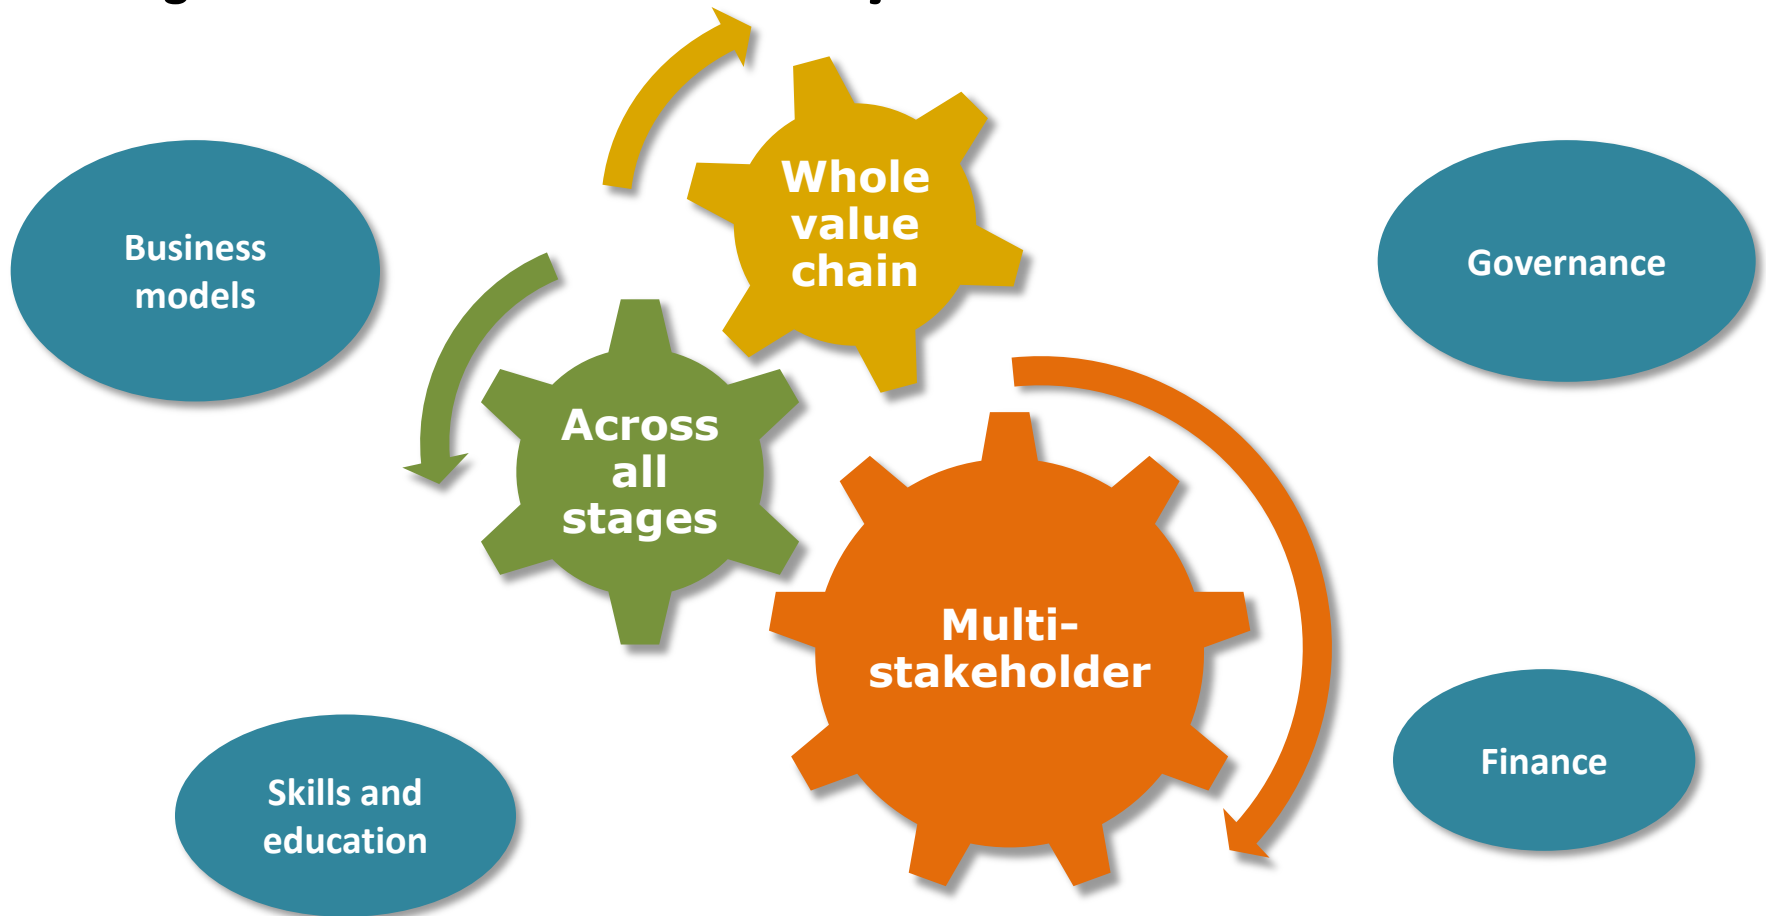 Whole
value
chain
Business
models
Governance
Across
all
stages
Multi-
stakeholder
Skills and
education
Finance